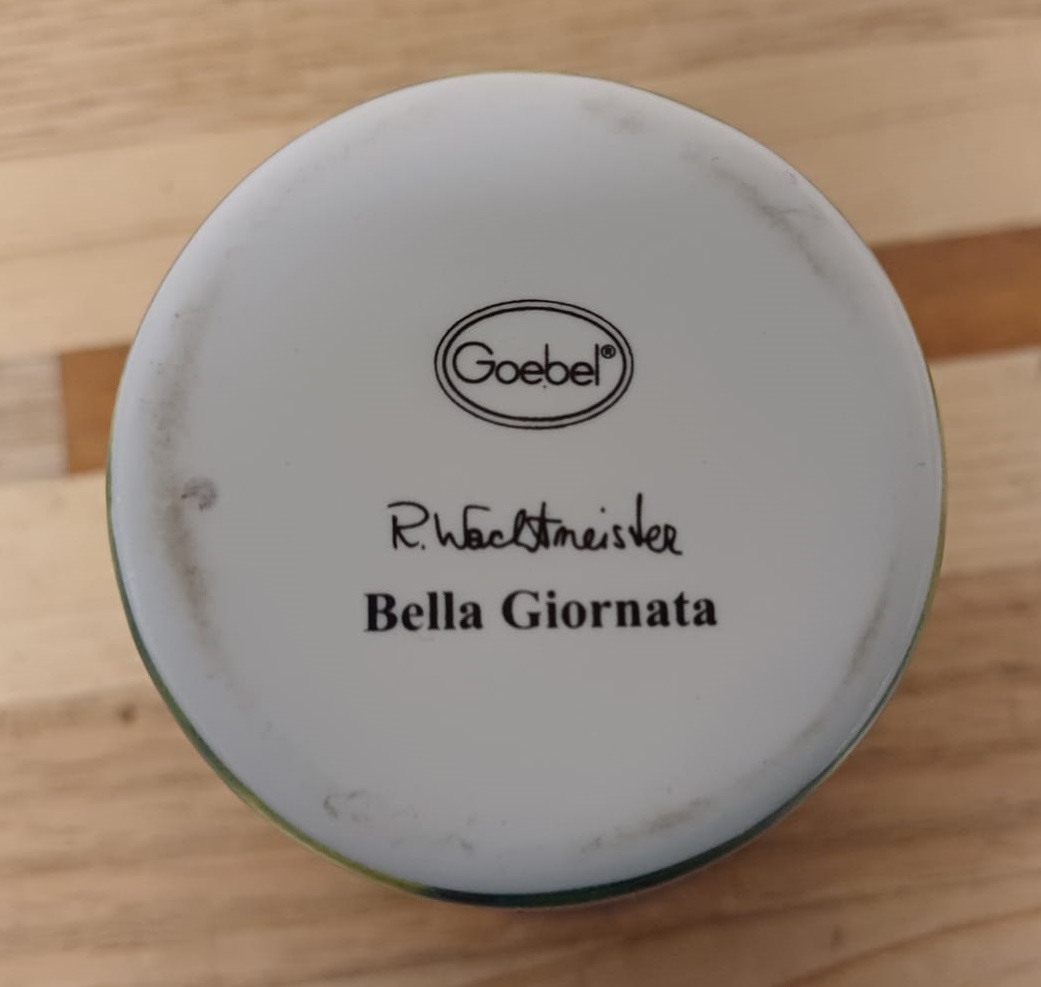 Goebel®
R. Wachtmeister
Bella Giornata